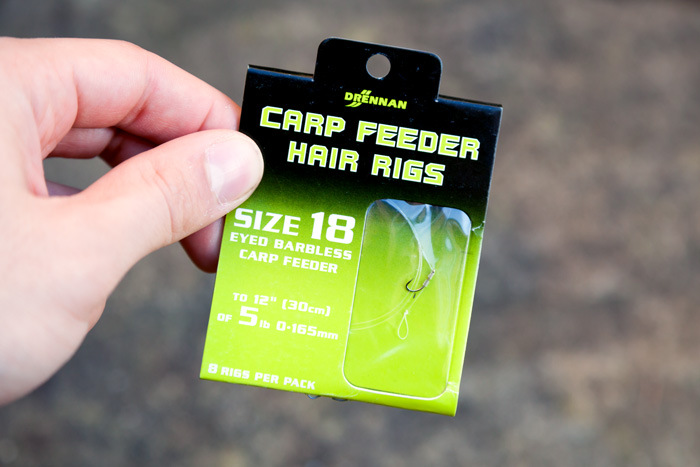 DRENNAN
CARP FEEDER
HAIR RIGS
SIZE 18
EYED BARBLESS
CARP FEEDER
TO 12" (30cm)
OF 5lb 0·165mm
8 RIGS PER PACK